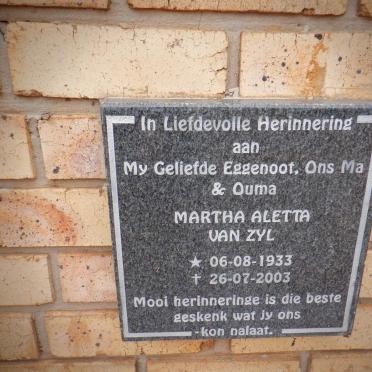 In Liefdevolle Herinnering
aan
My Geliefde Eggenoot, Ons Ma
& Ouma
MARTHA ALETTA
VAN ZYL
★ 06-08-1933
✝ 26-07-2003
Mooi herinneringe is die beste
geskenk wat jy ons
-kon nalaat.-